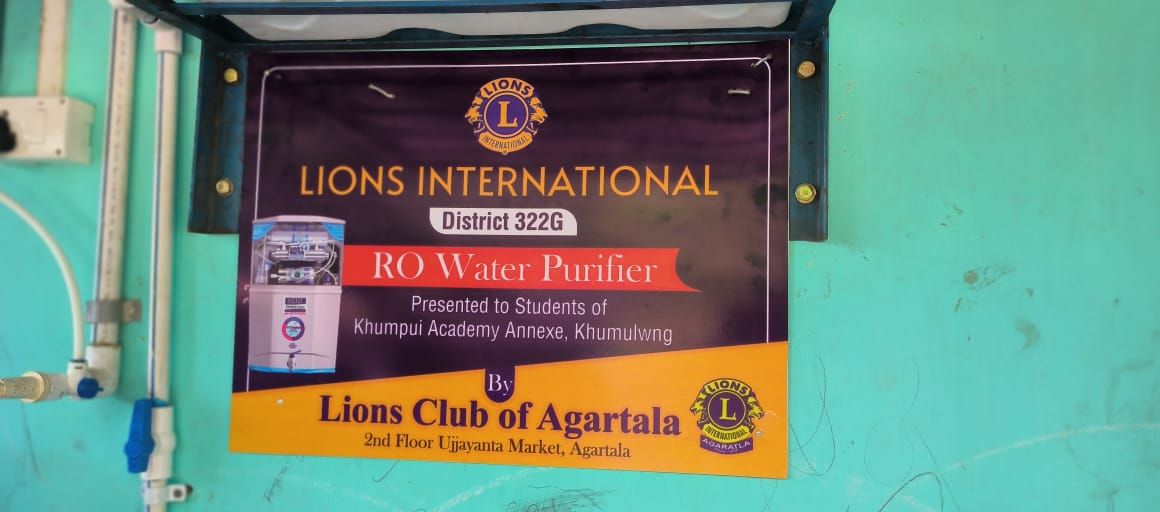 LIONS
L
INTERNATIONAL
LIONS INTERNATIONAL
District 322G
RO Water Purifier
Presented to Students of
Khumpui Academy Annexe, Khumulwng
By
Lions Club of Agartala
2nd Floor Ujjayanta Market, Agartala
LIONS
L
INTERNATIONAL
AGARATLA